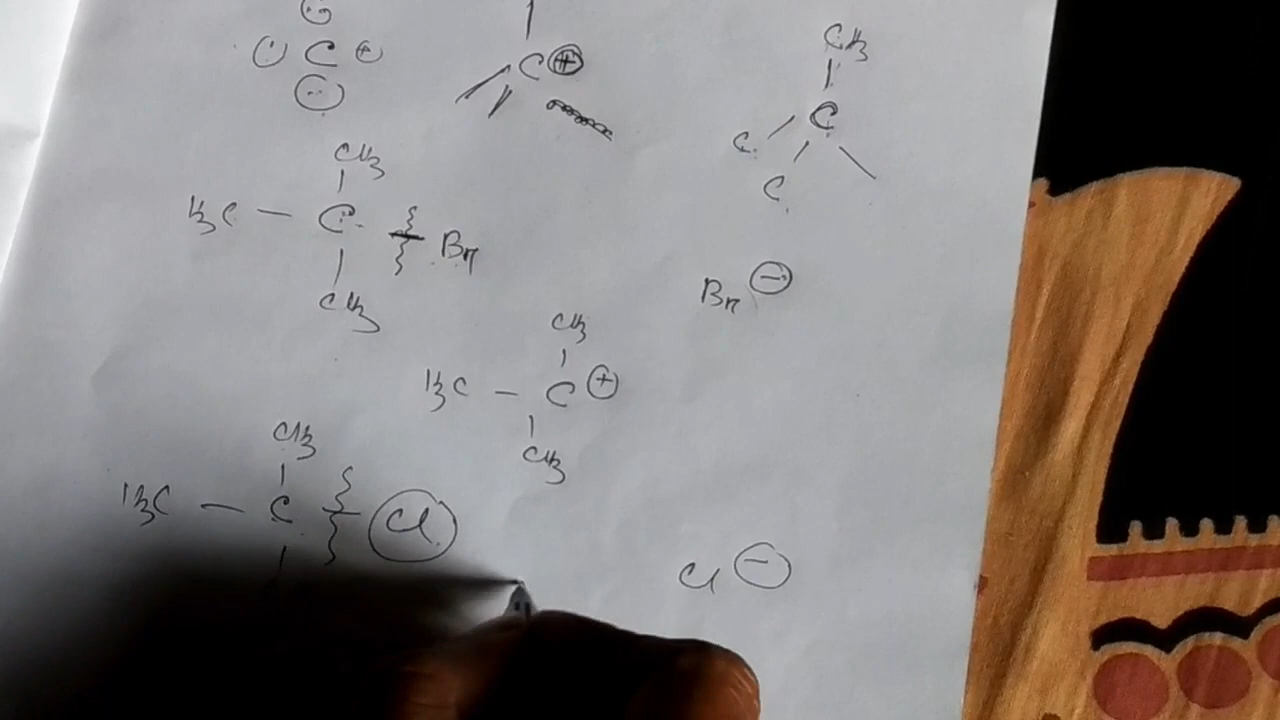 C ⊕
C ⊕
CH3
C
C
C
CH3
H3C — C — Br
CH3
Br ⊖
CH3
H3C — C ⊕
CH3
CH3
H3C — C — Cl
Cl ⊖